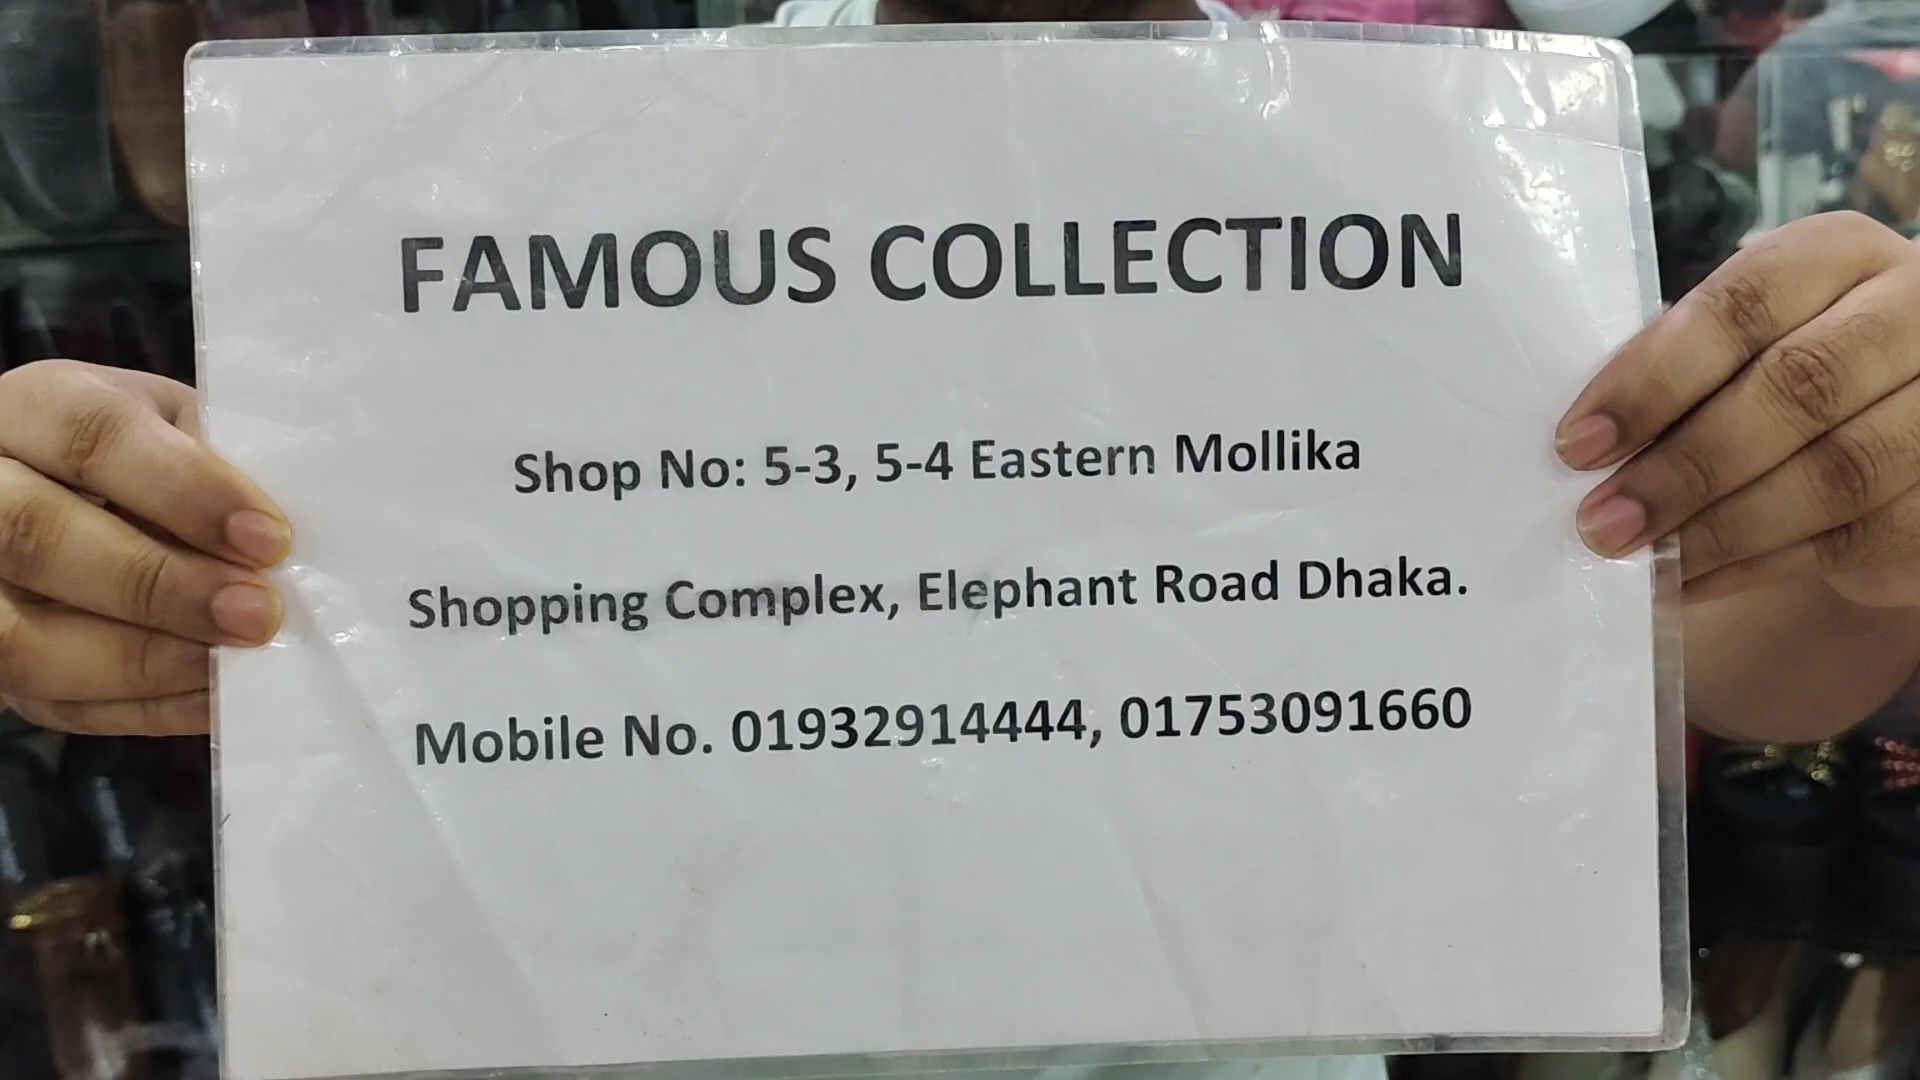 FAMOUS COLLECTION
Shop No: 5-3, 5-4 Eastern Mollika
Shopping Complex, Elephant Road Dhaka.
Mobile No. 01932914444, 01753091660